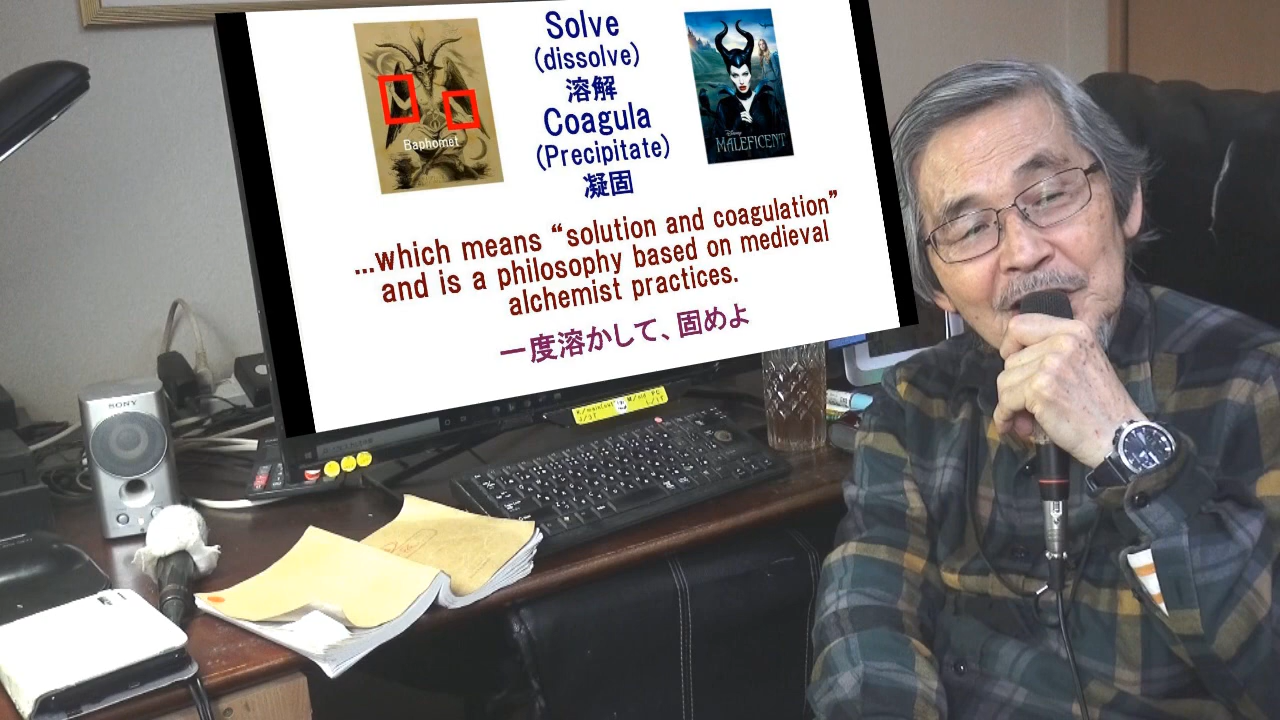 Solve
(dissolve)
溶解
Coagula
(Precipitate)
凝固
Baphomet
Disney
MALEFICENT
...which means “solution and coagulation”
and is a philosophy based on medieval
alchemist practices.
一度溶かして、固めよ
SONY